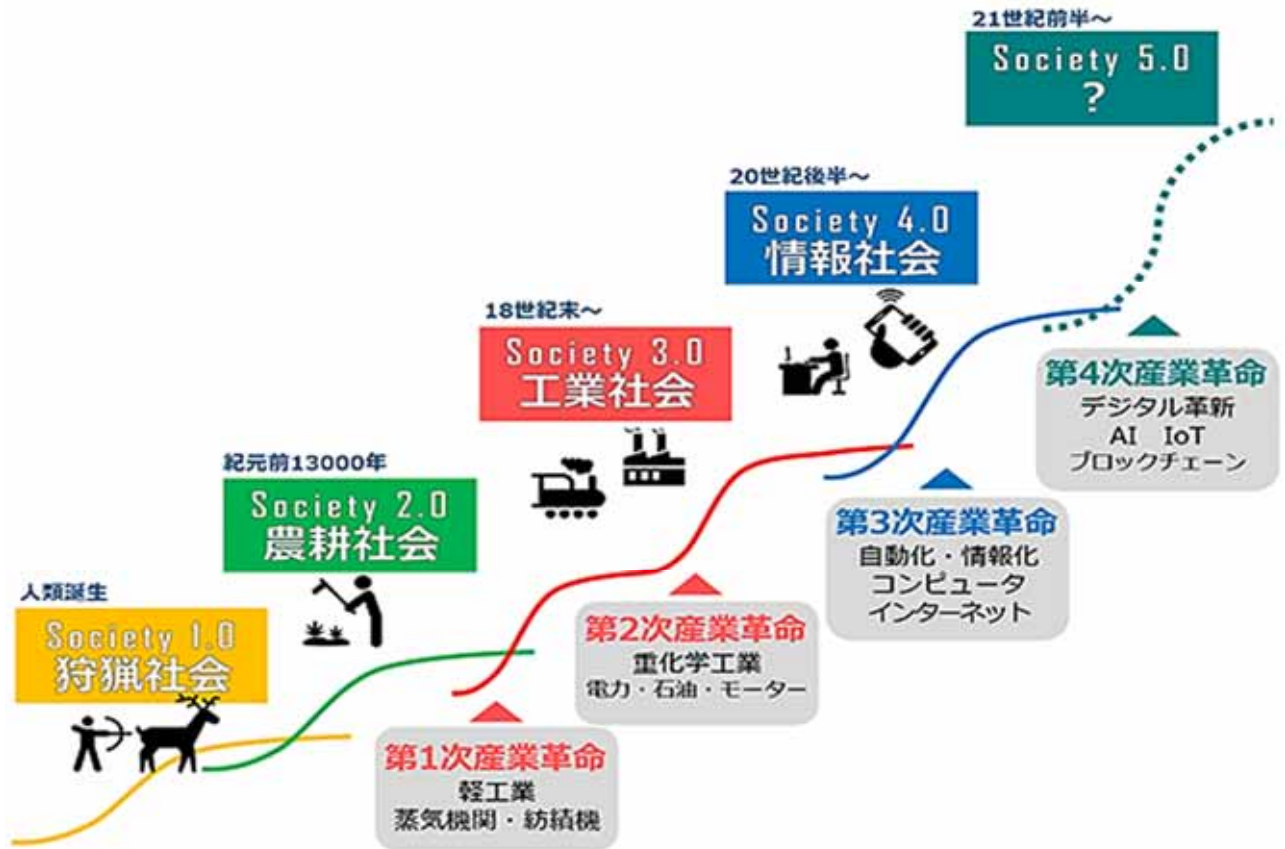 21世紀前半～
Society 5.0
?
20世紀後半～
Society 4.0
情報社会
18世紀末～
Society 3.0
工業社会
紀元前13000年
Society 2.0
農耕社会
人類誕生
Society 1.0
狩猟社会
第1次産業革命
軽工業
蒸気機関・紡績機
第2次産業革命
重化学工業
電力・石油・モーター
第3次産業革命
自動化・情報化
コンピュータ
インターネット
第4次産業革命
デジタル革新
AI IoT
ブロックチェーン